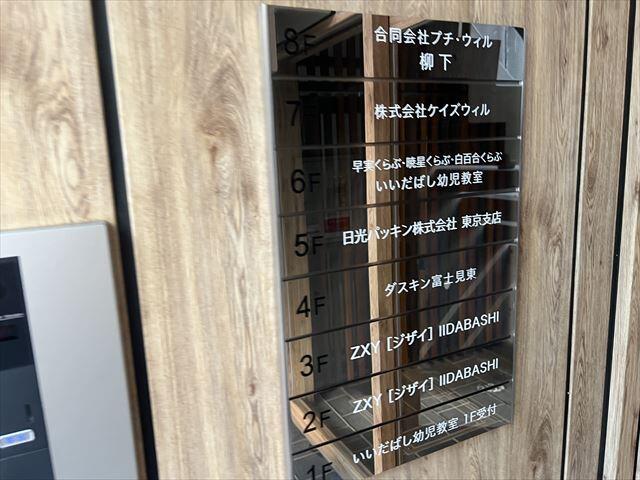 8F 合同会社プチ・ウィル
柳下
7 株式会社ケイズウィル
早実くらぶ・暁星くらぶ・白百合くらぶ
6F いいだばし幼児教室
5F 日光パッキン株式会社 東京支店
4F ダスキン富士見東
3F ZXY [ジザイ] IIDABASHI
2F ZXY [ジザイ] IIDABASHI
1F いいだばし幼児教室 1F受付